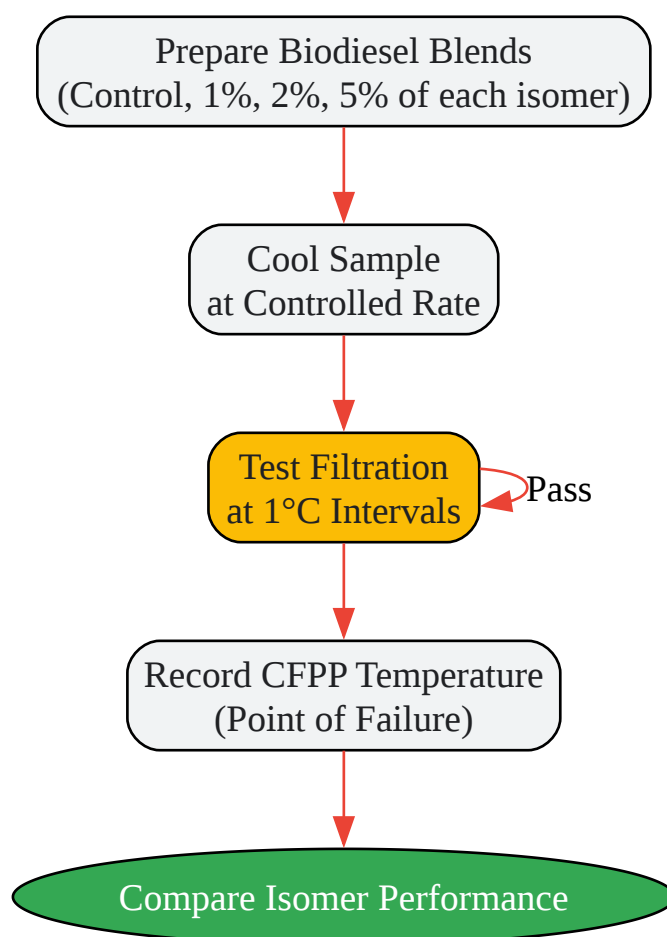 Prepare Biodiesel Blends
(Control, 1%, 2%, 5% of each isomer)
Cool Sample
at Controlled Rate
Test Filtration
at 1°C Intervals
Pass
Record CFPP Temperature
(Point of Failure)
Compare Isomer Performance